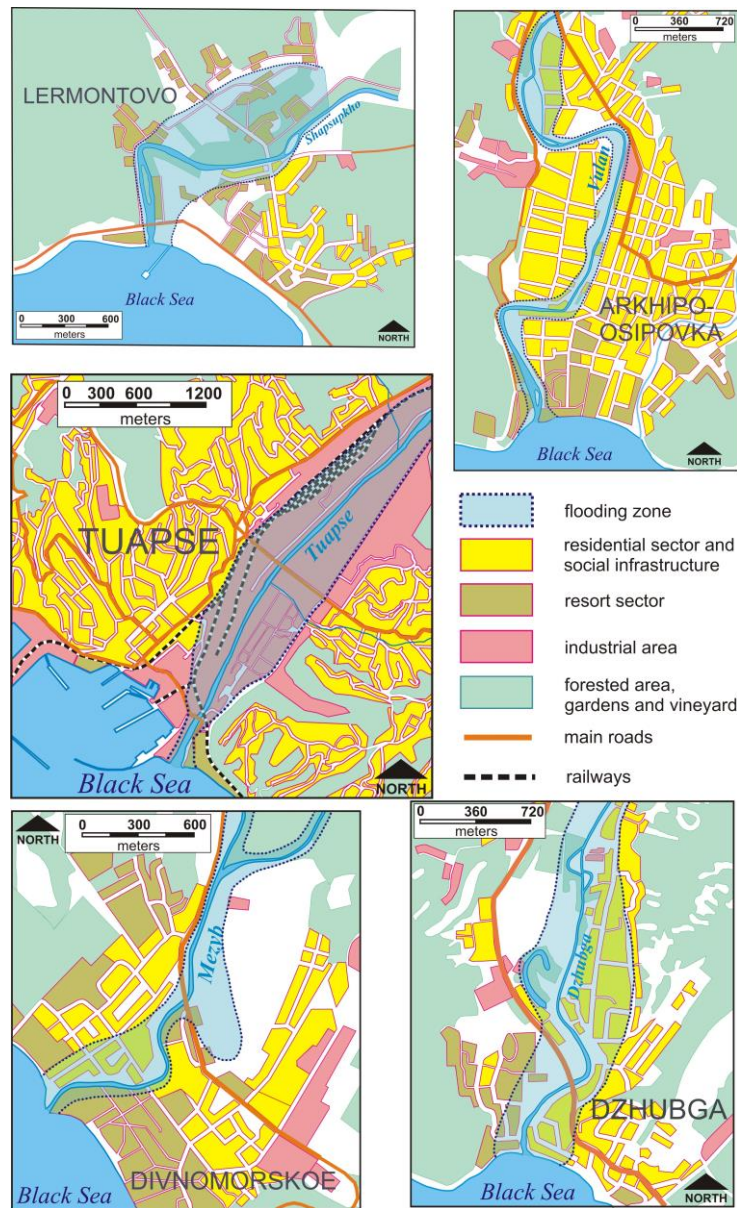 LERMONTOVO
Shapsupkho
Black Sea
0 300 600
meters
NORTH
0 360 720
meters
Vulan
ARKHIPO-
OSIPOVKA
Black Sea
NORTH
0 300 600 1200
meters
TUAPSE
Tuapse
Black Sea
NORTH
flooding zone
residential sector and
social infrastructure
resort sector
industrial area
forested area,
gardens and vineyard
main roads
railways
NORTH
0 300 600
meters
Mezyb
DIVNOMORSKOE
Black Sea
0 360 720
meters
Dzhubga
DZHUBGA
Black Sea
NORTH